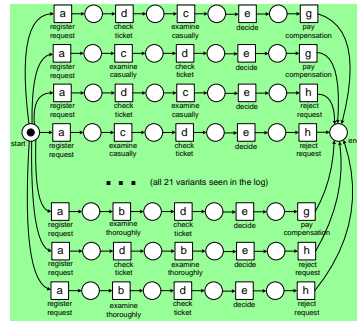 a d c e g
register check examine decide pay
request ticket casually compensation
a c d e g
register examine check decide pay
request casually ticket compensation
a d c e h
register check examine decide reject
request ticket casually request
a c d e h
start en
register examine check decide reject
request casually ticket request
... (all 21 variants seen in the log)
a b d e g
register examine check decide pay
request thoroughly ticket compensation
a d b e h
register check examine decide reject
request ticket thoroughly request
a b d e h
register examine check decide reject
request thoroughly ticket request